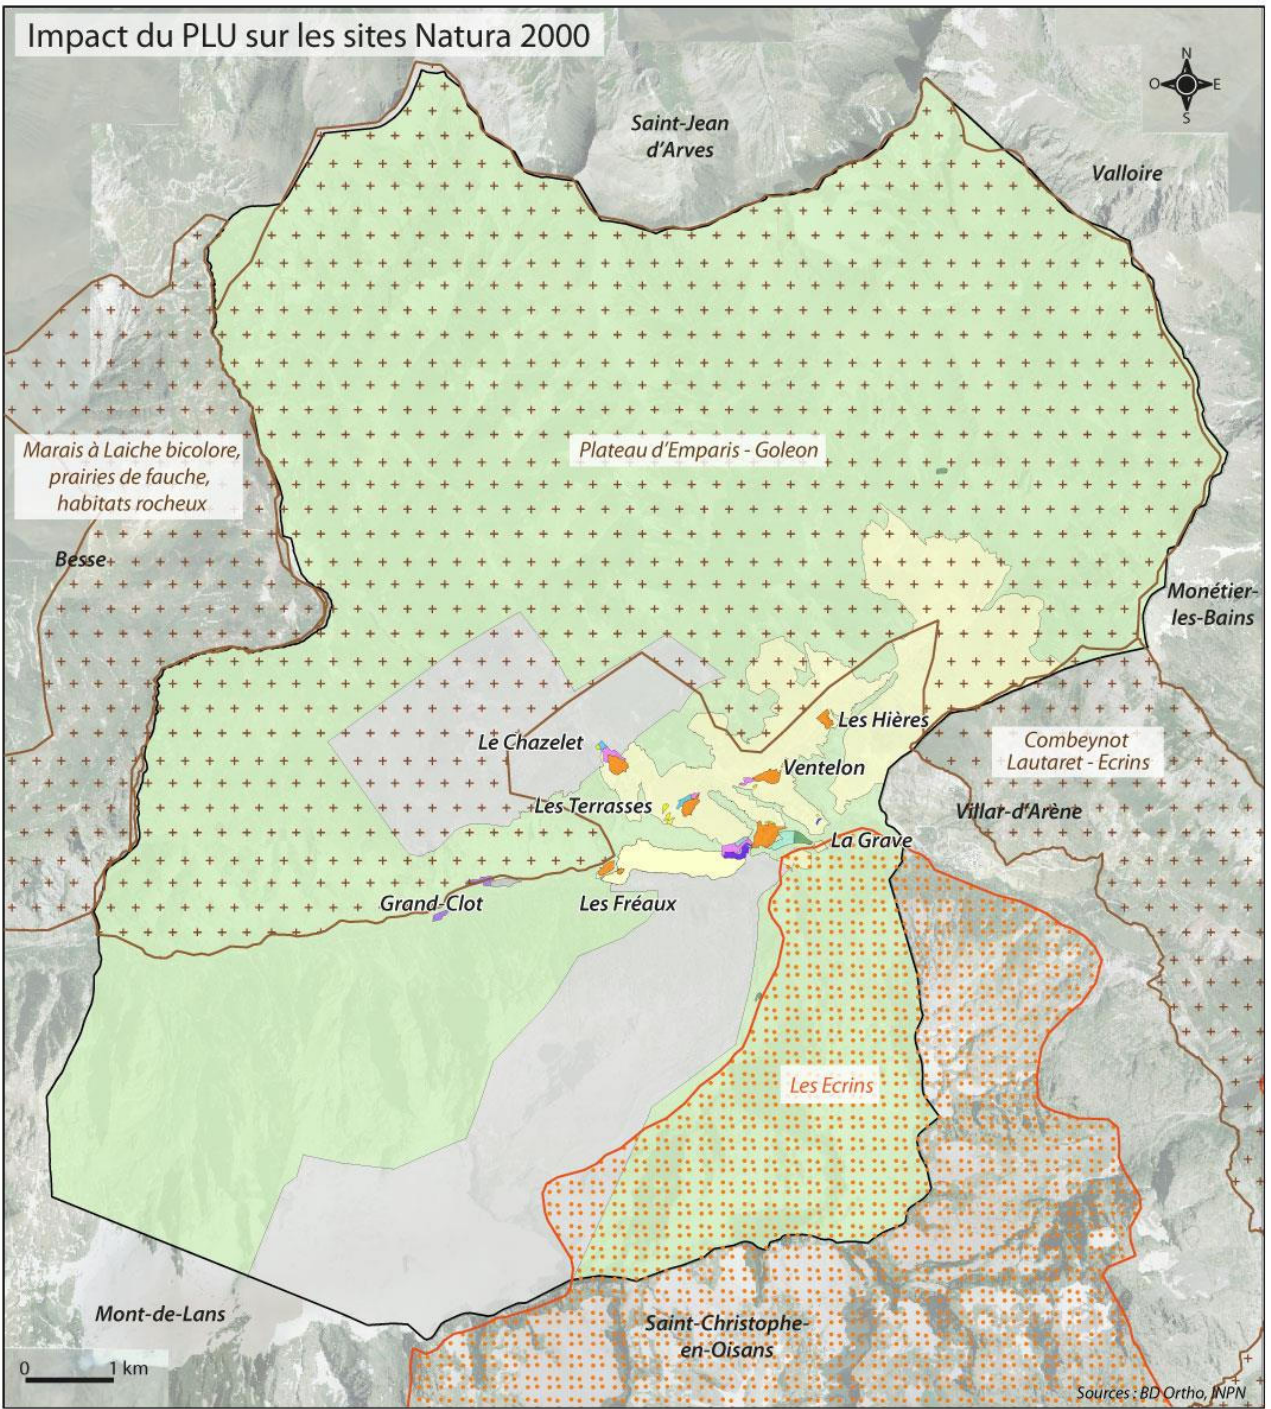 Impact du PLU sur les sites Natura 2000
N
O
E
S
Saint-Jean
d'Arves
Valloire
Marais à Laiche bicolore,
prairies de fauche,
habitats rocheux
Plateau d'Emparis - Goleon
Besse
Monétier-
les-Bains
Les Hières
Le Chazelet
Combeynot
Lautaret - Ecrins
Ventelon
Les Terrasses
Villar-d'Arène
La Grave
Grand-Clot
Les Fréaux
Les Ecrins
Mont-de-Lans
Saint-Christophe-
en-Oisans
0
1 km
Sources : BD Ortho, INPN